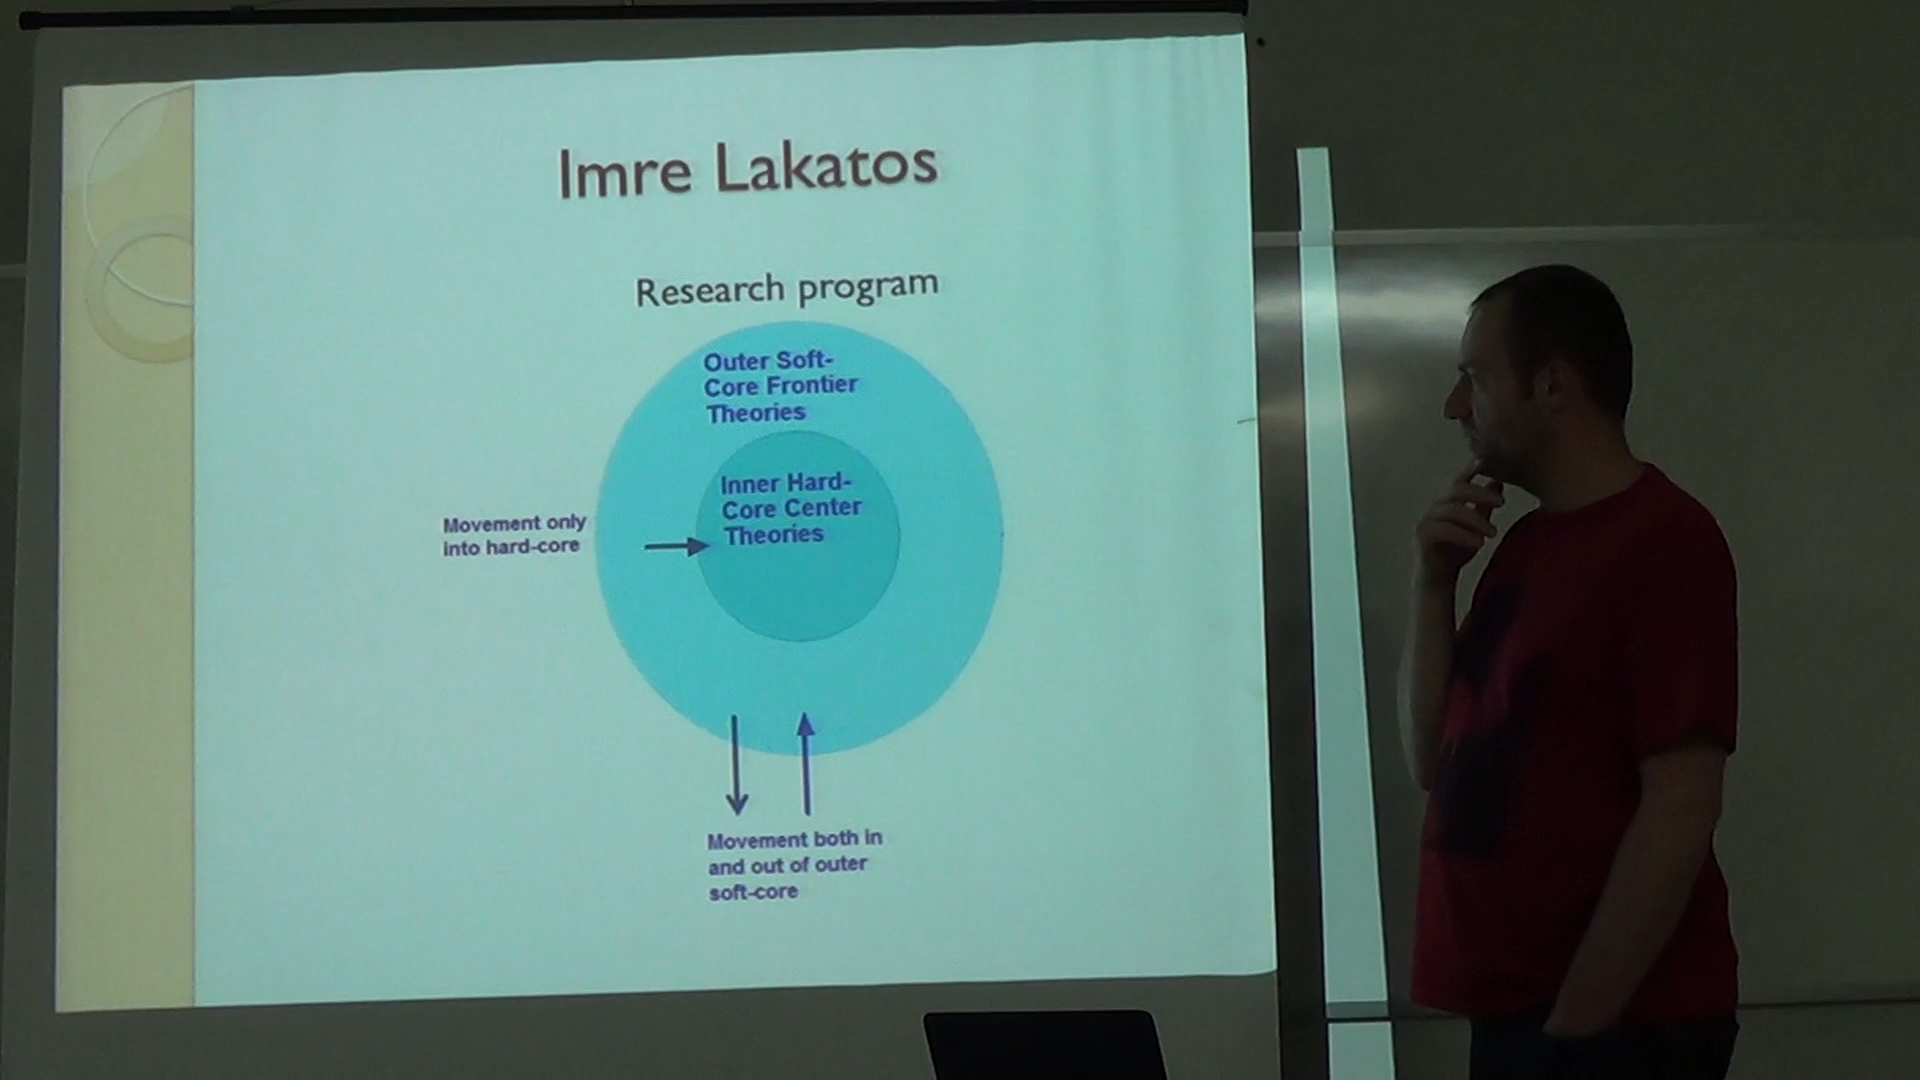 Imre Lakatos
Research program
Outer Soft-
Core Frontier
Theories
Inner Hard-
Core Center
Theories
Movement only
into hard-core
Movement both in
and out of outer
soft-core